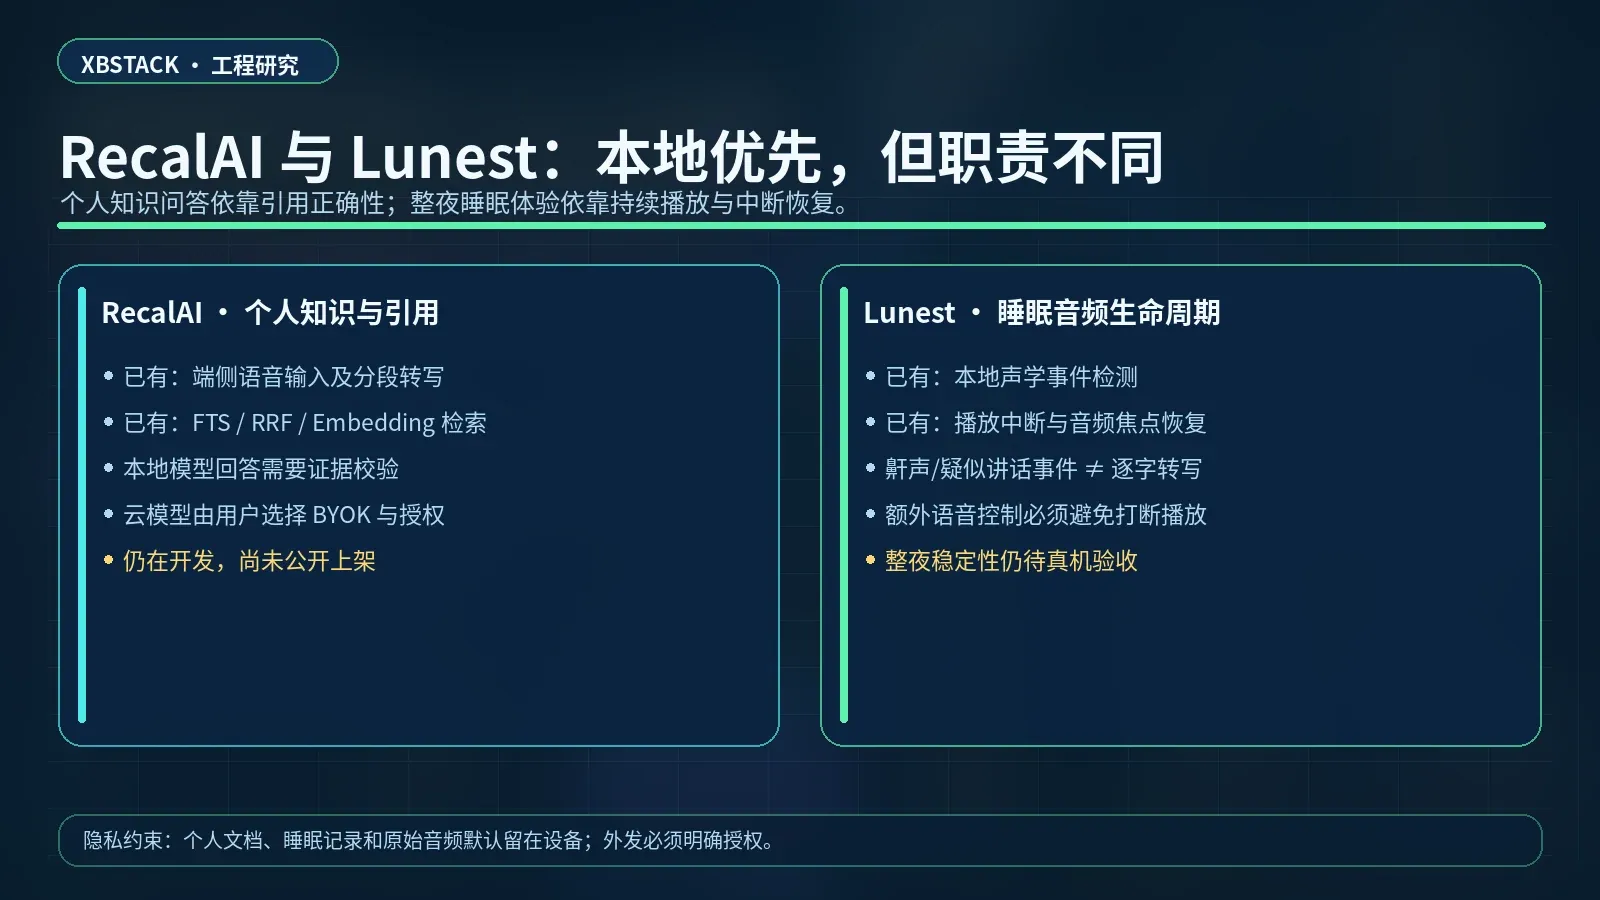 XBSTACK · 工程研究
RecalAI 与 Lunest：本地优先，但职责不同
个人知识问答依靠引用正确性；整夜睡眠体验依靠持续播放与中断恢复。
RecalAI · 个人知识与引用
• 已有：端侧语音输入及分段转写
• 已有：FTS / RRF / Embedding 检索
• 本地模型回答需要证据校验
• 云模型由用户选择 BYOK 与授权
• 仍在开发，尚未公开上架
Lunest · 睡眠音频生命周期
• 已有：本地声学事件检测
• 已有：播放中断与音频焦点恢复
• 鼾声/疑似讲话事件 ≠ 逐字转写
• 额外语音控制必须避免打断播放
• 整夜稳定性仍待真机验收
隐私约束：个人文档、睡眠记录和原始音频默认留在设备；外发必须明确授权。